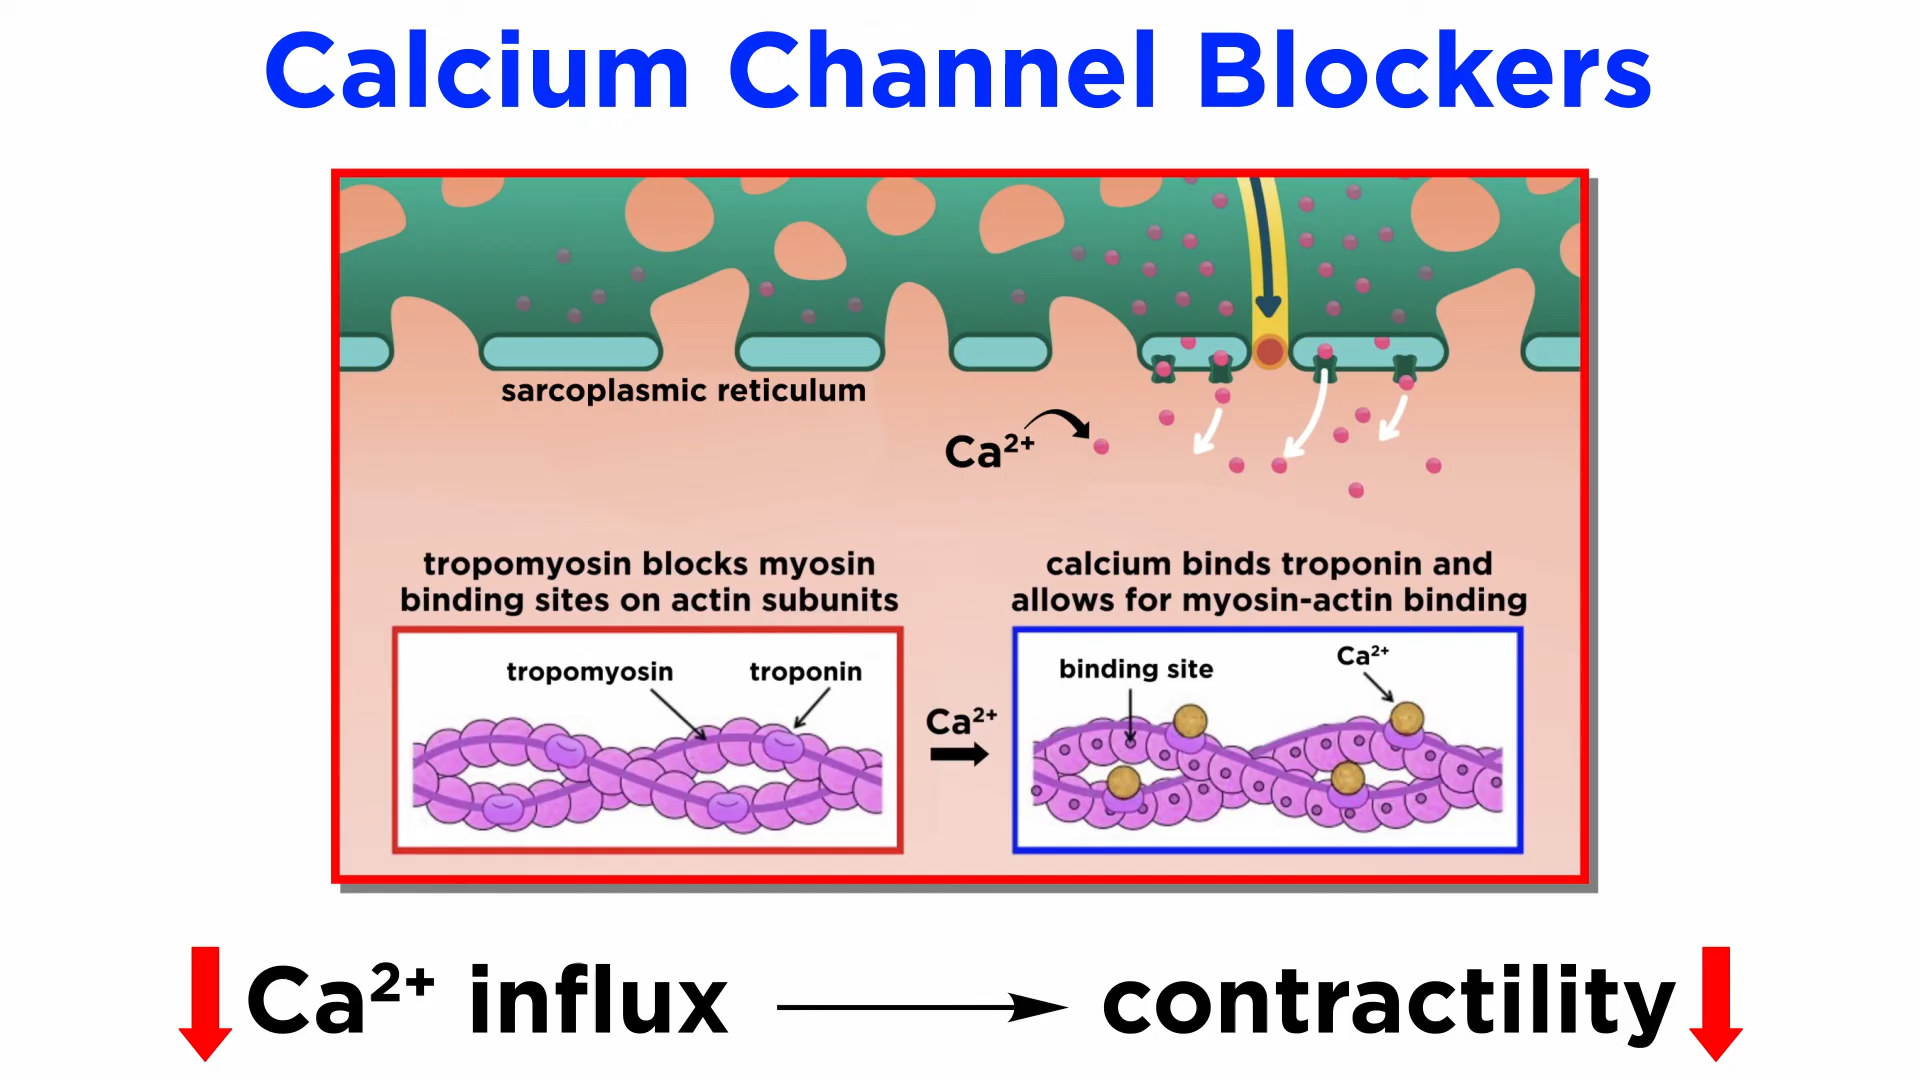 Calcium Channel Blockers
sarcoplasmic reticulum
Ca²⁺
tropomyosin blocks myosin
binding sites on actin subunits
calcium binds troponin and
allows for myosin-actin binding
tropomyosin
troponin
Ca²⁺
binding site
Ca²⁺
Ca²⁺ influx
contractility